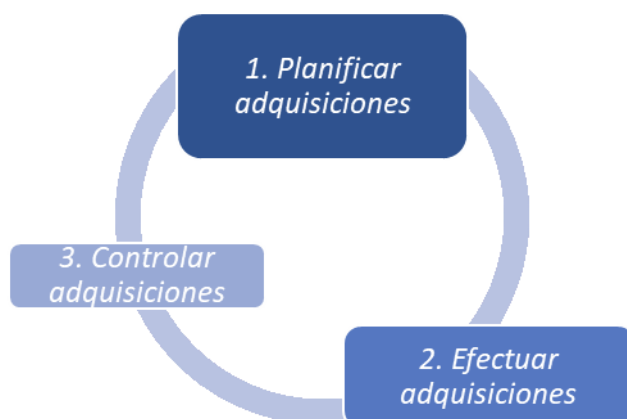 1. Planificar
adquisiciones
2. Efectuar
adquisiciones
3. Controlar
adquisiciones